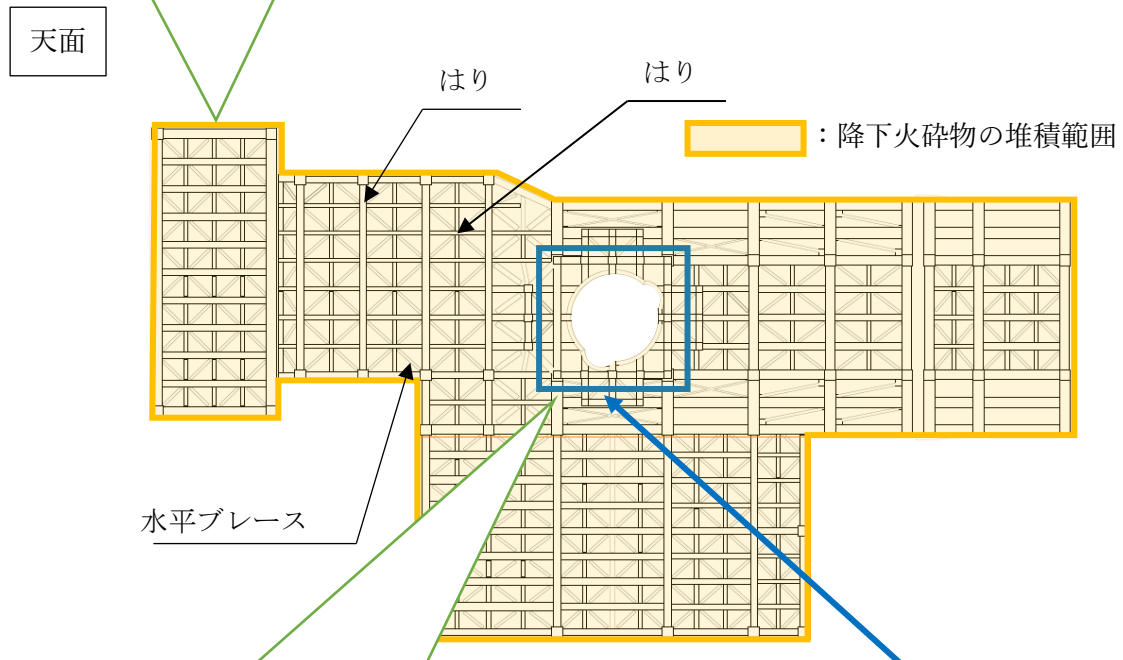 天面
はり
はり
：降下火砕物の堆積範囲
水平ブレース